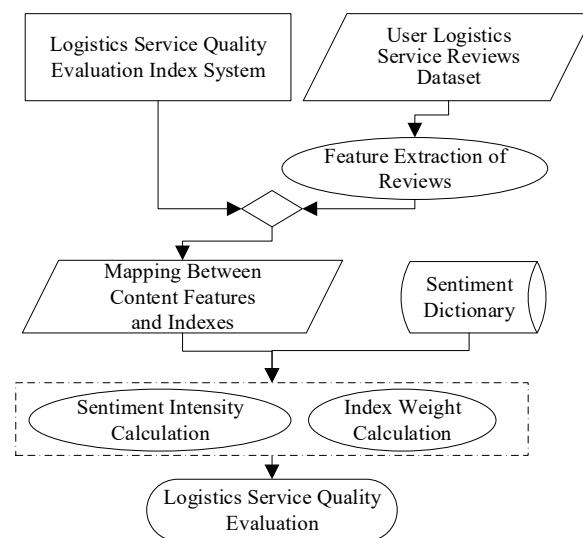 Logistics Service Quality
Evaluation Index System
User Logistics
Service Reviews
Dataset
Feature Extraction of
Reviews
Mapping Between
Content Features
and Indexes
Sentiment
Dictionary
Sentiment Intensity
Calculation
Index Weight
Calculation
Logistics Service Quality
Evaluation